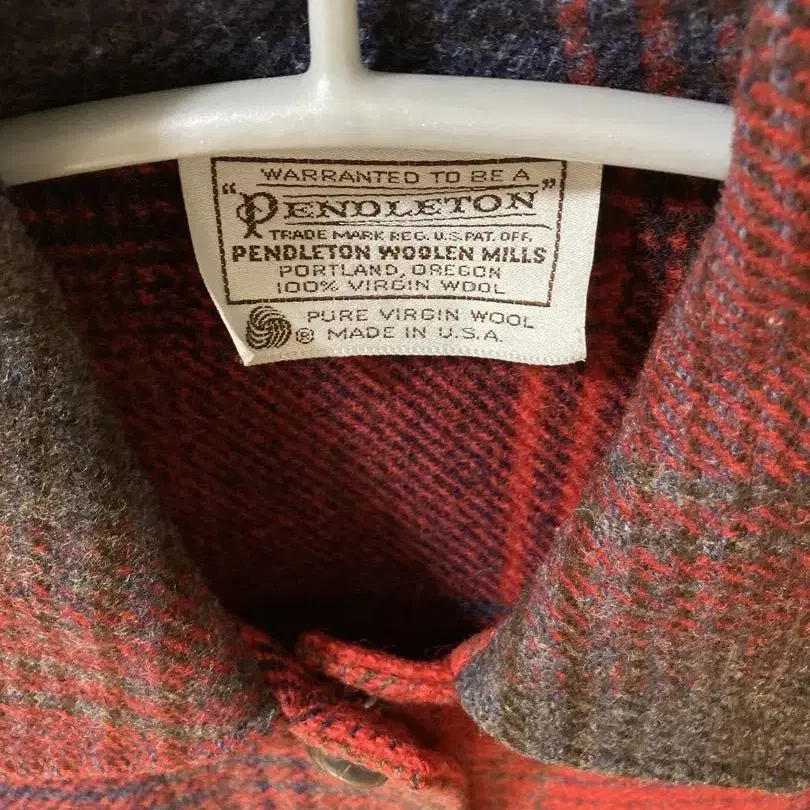 WARRANTED TO BE A
"PENDLETON"
TRADE MARK REG. U.S. PAT. OFF.
PENDLETON WOOLEN MILLS
PORTLAND, OREGON
100% VIRGIN WOOL
PURE VIRGIN WOOL
® MADE IN U.S.A.